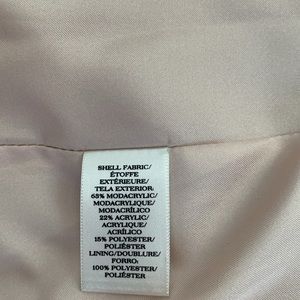 SHELL FABRIC/
ÉTOFFE
EXTÉRIEURE/
TELA EXTERIOR:
63% MODACRYLIC/
MODACRYLIQUE/
MODACRÍLICO
22% ACRYLIC/
ACRYLIQUE/
ACRÍLICO
15% POLYESTER/
POLIÉSTER
LINING/DOUBLURE/
FORRO:
100% POLYESTER/
POLIÉSTER